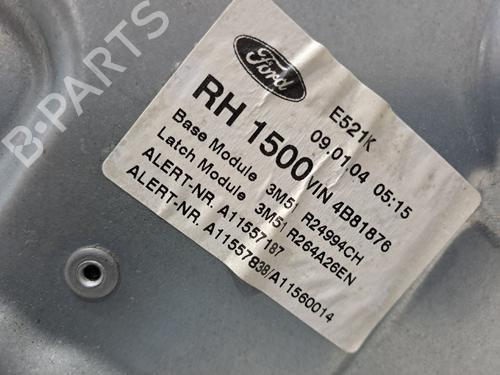 B-PARTS
Ford
E521K
09.01.04 05:15
RH 1500 VIN 4B81876
Base Module 3M51 R24994CH
Latch Module 3M51 R264A26EN
ALERT-NR. A11557187
ALERT-NR. A11557838/A11560014